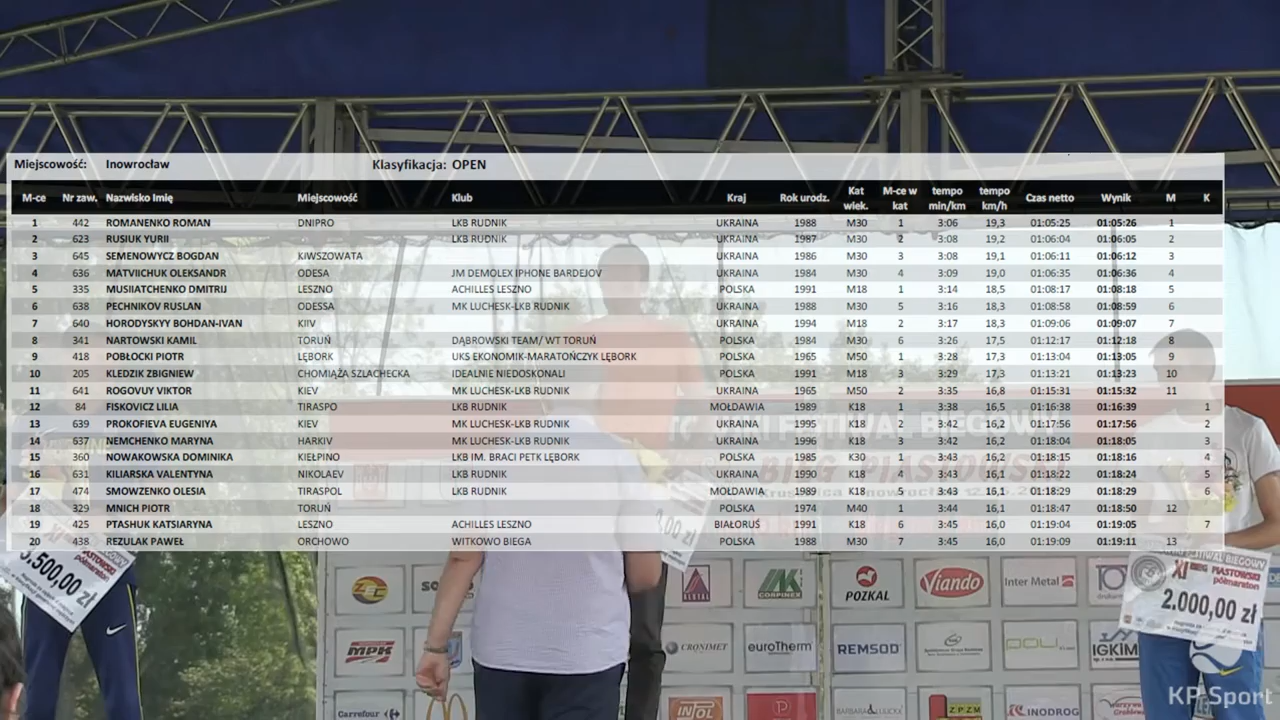 Miejscowość: Inowrocław Klasyfikacja: OPEN
M-ce Nr zaw. Nazwisko Imię Miejscowość Klub Kraj Rok urodz. Kat wiek. M-ce w kat tempo min/km tempo km/h Czas netto Wynik M K
1 442 ROMANENKO ROMAN DNIPRO LKB RUDNIK UKRAINA 1988 M30 1 3:06 19,3 01:05:25 01:05:26 1
2 623 RUSIUK YURII LKB RUDNIK UKRAINA 1987 M30 2 3:08 19,2 01:06:04 01:06:05 2
3 645 SEMENOWYCZ BOGDAN KIWSZOWATA UKRAINA 1986 M30 3 3:08 19,1 01:06:11 01:06:12 3
4 636 MATVIICHUK OLEKSANDR ODESA JM DEMOLEX IPHONE BARDEJOV UKRAINA 1984 M30 4 3:09 19,0 01:06:35 01:06:36 4
5 335 MUSIIATCHENKO DMITRIJ LESZNO ACHILLES LESZNO POLSKA 1991 M18 1 3:14 18,5 01:08:17 01:08:18 5
6 638 PECHNIKOV RUSLAN ODESSA MK LUCHESK-LKB RUDNIK UKRAINA 1988 M30 5 3:16 18,3 01:08:58 01:08:59 6
7 640 HORODYSKYY BOHDAN-IVAN KIIV UKRAINA 1994 M18 2 3:17 18,3 01:09:06 01:09:07 7
8 341 NARTOWSKI KAMIL TORUŃ DĄBROWSKI TEAM/ WT TORUŃ POLSKA 1984 M30 6 3:26 17,5 01:12:17 01:12:18 8
9 418 POBŁOCKI PIOTR LĘBORK UKS EKONOMIK-MARATOŃCZYK LĘBORK POLSKA 1965 M50 1 3:28 17,3 01:13:04 01:13:05 9
10 205 KLEDZIK ZBIGNIEW CHOMIĄŻA SZLACHECKA IDEALNIE NIEDOSKONALI POLSKA 1991 M18 3 3:29 17,3 01:13:21 01:13:23 10
11 641 ROGOVUY VIKTOR KIEV MK LUCHESK-LKB RUDNIK UKRAINA 1965 M50 2 3:35 16,8 01:15:31 01:15:32 11
12 84 FISKOVICZ LILIA TIRASPO LKB RUDNIK MOŁDAWIA 1989 K18 1 3:38 16,5 01:16:38 01:16:39 1
13 639 PROKOFIEVA EUGENIYA KIEV MK LUCHESK-LKB RUDNIK UKRAINA 1995 K18 2 3:42 16,2 01:17:56 01:17:56 2
14 637 NEMCHENKO MARYNA HARKIV MK LUCHESK-LKB RUDNIK UKRAINA 1996 K18 3 3:42 16,2 01:18:04 01:18:05 3
15 360 NOWAKOWSKA DOMINIKA KIEŁPINO LKB IM. BRACI PETK LĘBORK POLSKA 1985 K30 1 3:42 16,2 01:18:15 01:18:16 4
16 631 KILIARSKA VALENTYNA NIKOLAEV LKB RUDNIK UKRAINA 1990 K18 4 3:43 16,1 01:18:22 01:18:24 5
17 474 SMOWZENKO OLESIA TIRASPOL LKB RUDNIK MOŁDAWIA 1989 K18 5 3:43 16,1 01:18:29 01:18:29 6
18 329 MNICH PIOTR TORUŃ POLSKA 1974 M40 1 3:44 16,1 01:18:47 01:18:50 12
19 425 PTASHUK KATSIARYNA LESZNO ACHILLES LESZNO BIAŁORUŚ 1991 K18 6 3:45 16,0 01:19:04 01:19:05 7
20 438 REZULAK PAWEŁ ORCHOWO WITKOWO BIEGA POLSKA 1988 M30 7 3:45 16,0 01:19:09 01:19:11 13
FESTIWAL BIEGOWY
BIEG PIASTOWSKI
3.500,00 zł
XI BIEG PIASTOWSKI
półmaraton
2.000,00 zł
CORPINEX
POZKAL
Viando
Inter Metal
MPK
CRONIMET
euroTherm
REMSOD
IGKIM
Carrefour
INTOL
BARBARA LUIJCKX
ZPZM
INODROG
KP Sport